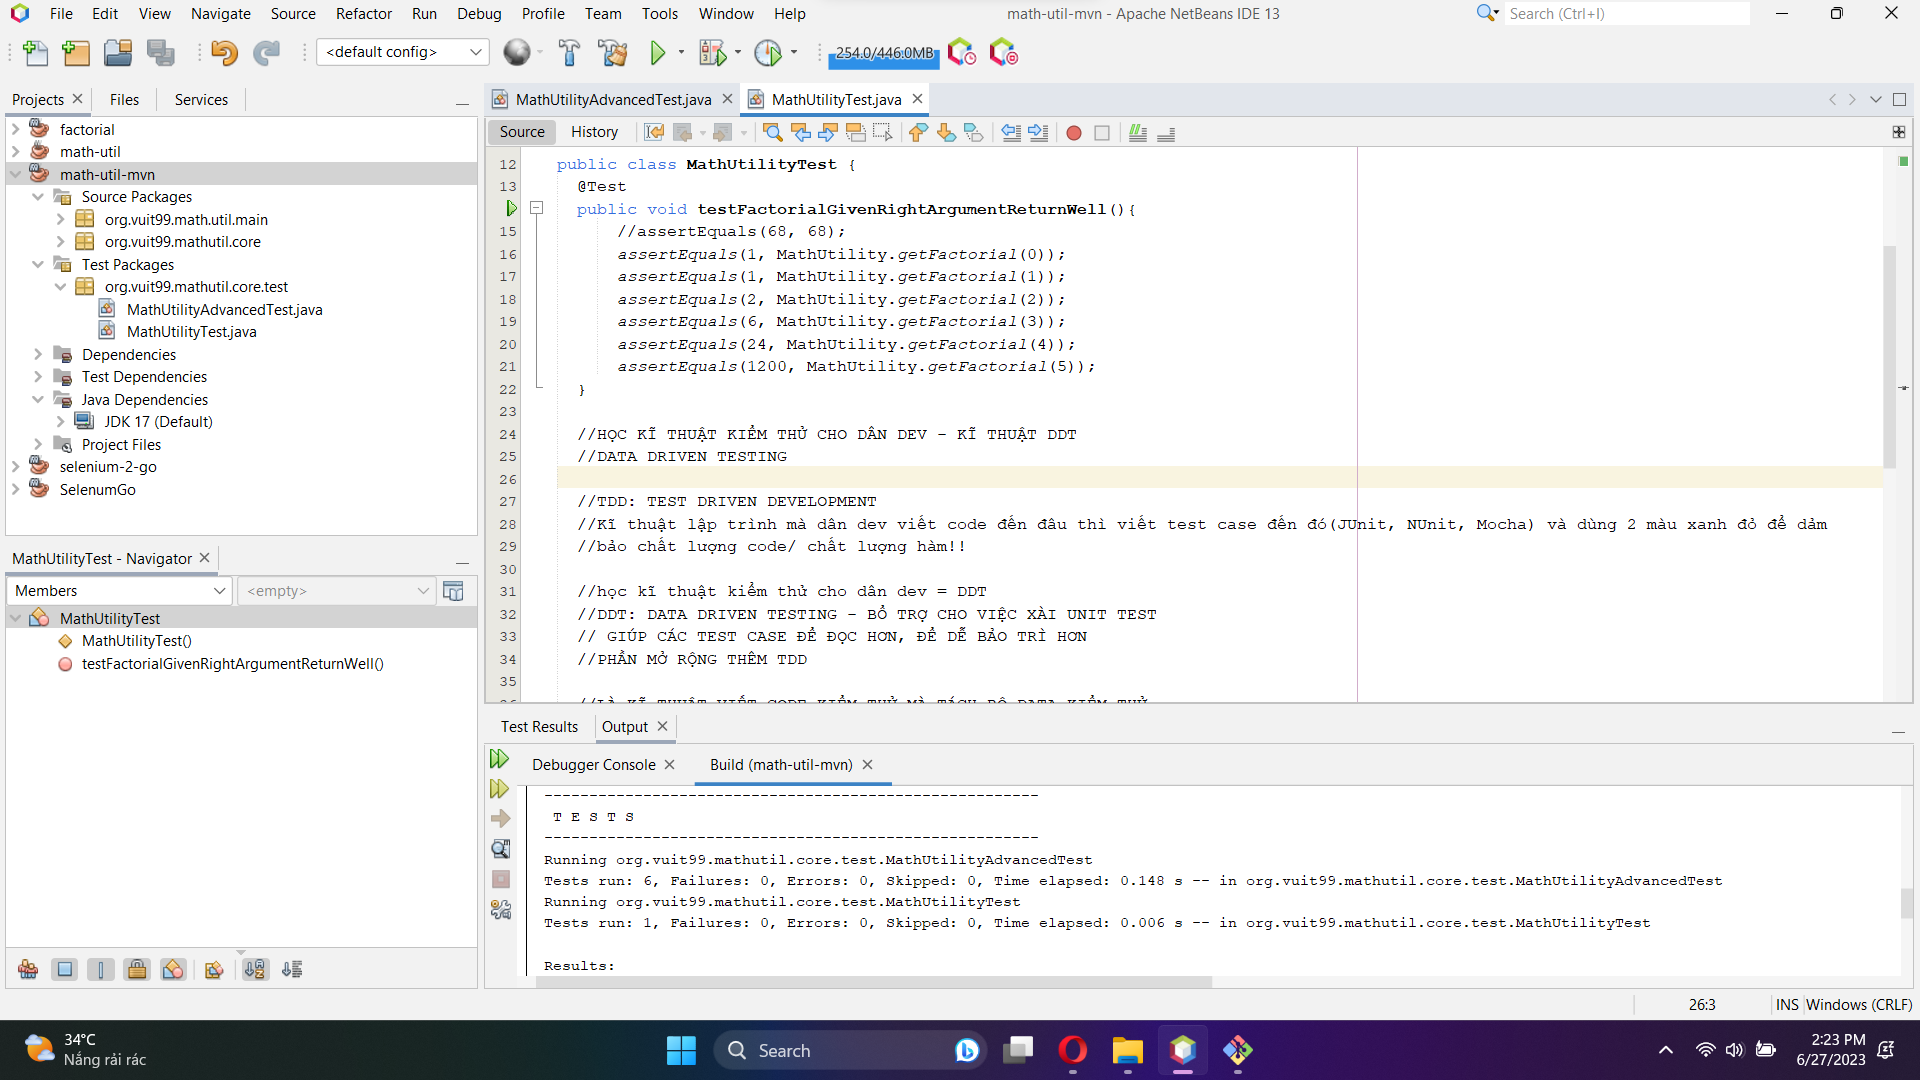 File Edit View Navigate Source Refactor Run Debug Profile Team Tools Window Help
math-util-mvn - Apache NetBeans IDE 13
Search (Ctrl+I)
<default config>
254.0/446.0MB
Projects Files Services
factorial
math-util
math-util-mvn
Source Packages
org.vuit99.math.util.main
org.vuit99.mathutil.core
Test Packages
org.vuit99.mathutil.core.test
MathUtilityAdvancedTest.java
MathUtilityTest.java
Dependencies
Test Dependencies
Java Dependencies
JDK 17 (Default)
Project Files
selenium-2-go
SelenumGo
MathUtilityTest - Navigator
Members <empty>
MathUtilityTest
MathUtilityTest()
testFactorialGivenRightArgumentReturnWell()
MathUtilityAdvancedTest.java MathUtilityTest.java
Source History
12 public class MathUtilityTest {
13 @Test
public void testFactorialGivenRightArgumentReturnWell(){
15 //assertEquals(68, 68);
16 assertEquals(1, MathUtility.getFactorial(0));
17 assertEquals(1, MathUtility.getFactorial(1));
18 assertEquals(2, MathUtility.getFactorial(2));
19 assertEquals(6, MathUtility.getFactorial(3));
20 assertEquals(24, MathUtility.getFactorial(4));
21 assertEquals(1200, MathUtility.getFactorial(5));
22 }
23
24 //HỌC KĨ THUẬT KIỂM THỬ CHO DÂN DEV - KĨ THUẬT DDT
25 //DATA DRIVEN TESTING
26
27 //TDD: TEST DRIVEN DEVELOPMENT
28 //Kĩ thuật lập trình mà dân dev viết code đến đâu thì viết test case đến đó(JUnit, NUnit, Mocha) và dùng 2 màu xanh đỏ để dảm
29 //bảo chất lượng code/ chất lượng hàm!!
30
31 //học kĩ thuật kiểm thử cho dân dev = DDT
32 //DDT: DATA DRIVEN TESTING - BỔ TRỢ CHO VIỆC XÀI UNIT TEST
33 // GIÚP CÁC TEST CASE ĐỂ ĐỌC HƠN, ĐỂ DỄ BẢO TRÌ HƠN
34 //PHẦN MỞ RỘNG THÊM TDD
35
//LÀ KĨ THUẬT VIẾT CODE KIỂM THỬ MÀ TÁCH BỘ DATA KIỂM THỬ
Test Results Output
Debugger Console Build (math-util-mvn)
-------------------------------------------------------
T E S T S
-------------------------------------------------------
Running org.vuit99.mathutil.core.test.MathUtilityAdvancedTest
Tests run: 6, Failures: 0, Errors: 0, Skipped: 0, Time elapsed: 0.148 s -- in org.vuit99.mathutil.core.test.MathUtilityAdvancedTest
Running org.vuit99.mathutil.core.test.MathUtilityTest
Tests run: 1, Failures: 0, Errors: 0, Skipped: 0, Time elapsed: 0.006 s -- in org.vuit99.mathutil.core.test.MathUtilityTest
Results:
26:3 INS Windows (CRLF)
34°C
Nắng rải rác
Search
2:23 PM
6/27/2023